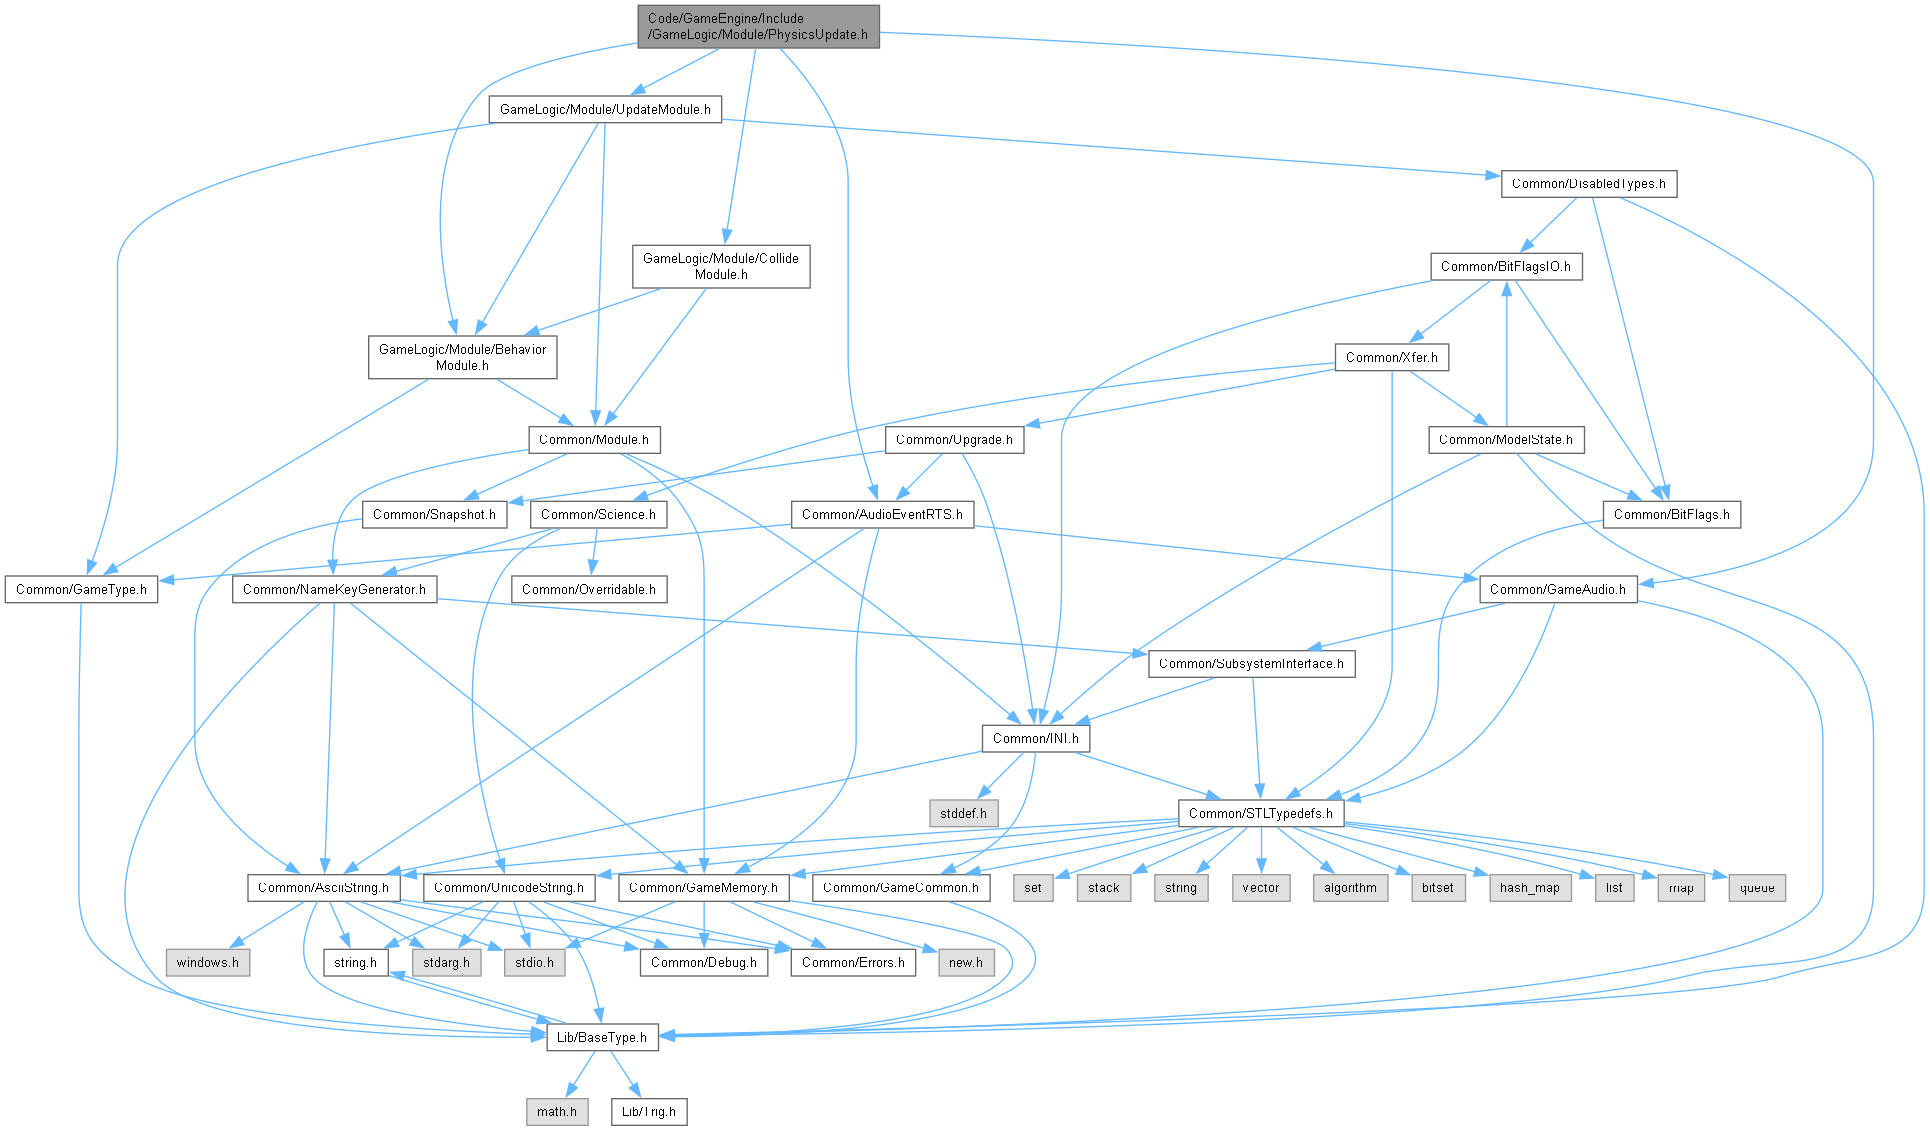 Code/GameEngine/Include
/GameLogic/Module/PhysicsUpdate.h
GameLogic/Module/UpdateModule.h
Common/DisabledTypes.h
GameLogic/Module/Collide
Module.h
Common/BitFlagsIO.h
GameLogic/Module/Behavior
Module.h
Common/Xfer.h
Common/Module.h
Common/Upgrade.h
Common/ModelState.h
Common/Snapshot.h
Common/Science.h
Common/AudioEventRTS.h
Common/BitFlags.h
Common/GameType.h
Common/NameKeyGenerator.h
Common/Overridable.h
Common/GameAudio.h
Common/SubsystemInterface.h
Common/INI.h
stddef.h
Common/STLTypedefs.h
Common/AsciiString.h
Common/UnicodeString.h
Common/GameMemory.h
Common/GameCommon.h
set
stack
string
vector
algorithm
bitset
hash_map
list
map
queue
windows.h
string.h
stdarg.h
stdio.h
Common/Debug.h
Common/Errors.h
new.h
Lib/BaseType.h
math.h
Lib/Trig.h